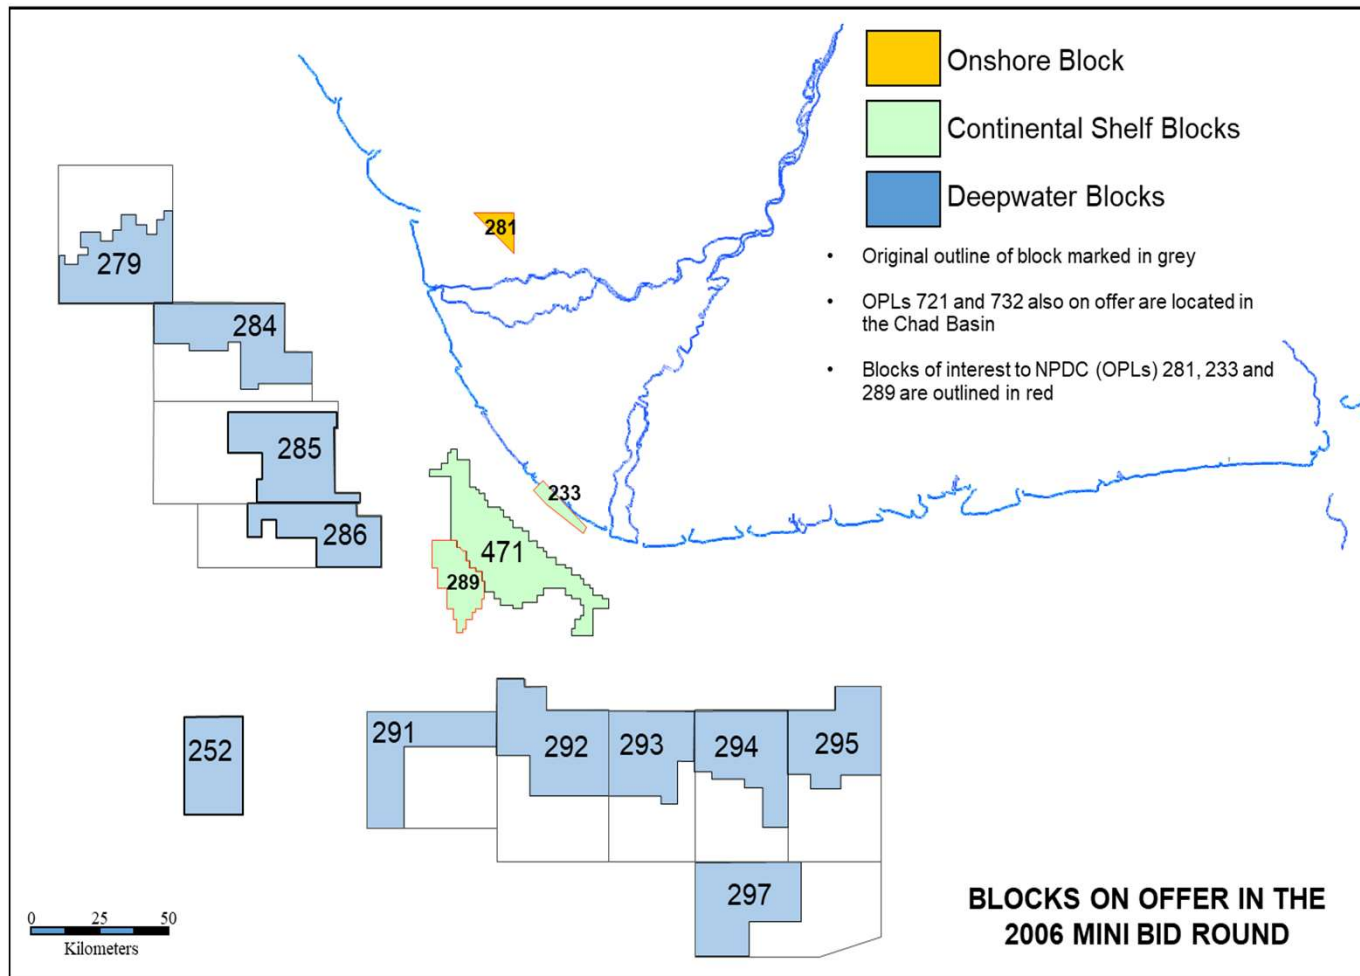 Onshore Block
Continental Shelf Blocks
Deepwater Blocks
• Original outline of block marked in grey
• OPLs 721 and 732 also on offer are located in
the Chad Basin
• Blocks of interest to NPDC (OPLs) 281, 233 and
289 are outlined in red
281
279
284
285
286
233
471
289
252
291
292
293
294
295
297
0 25 50
Kilometers
BLOCKS ON OFFER IN THE
2006 MINI BID ROUND